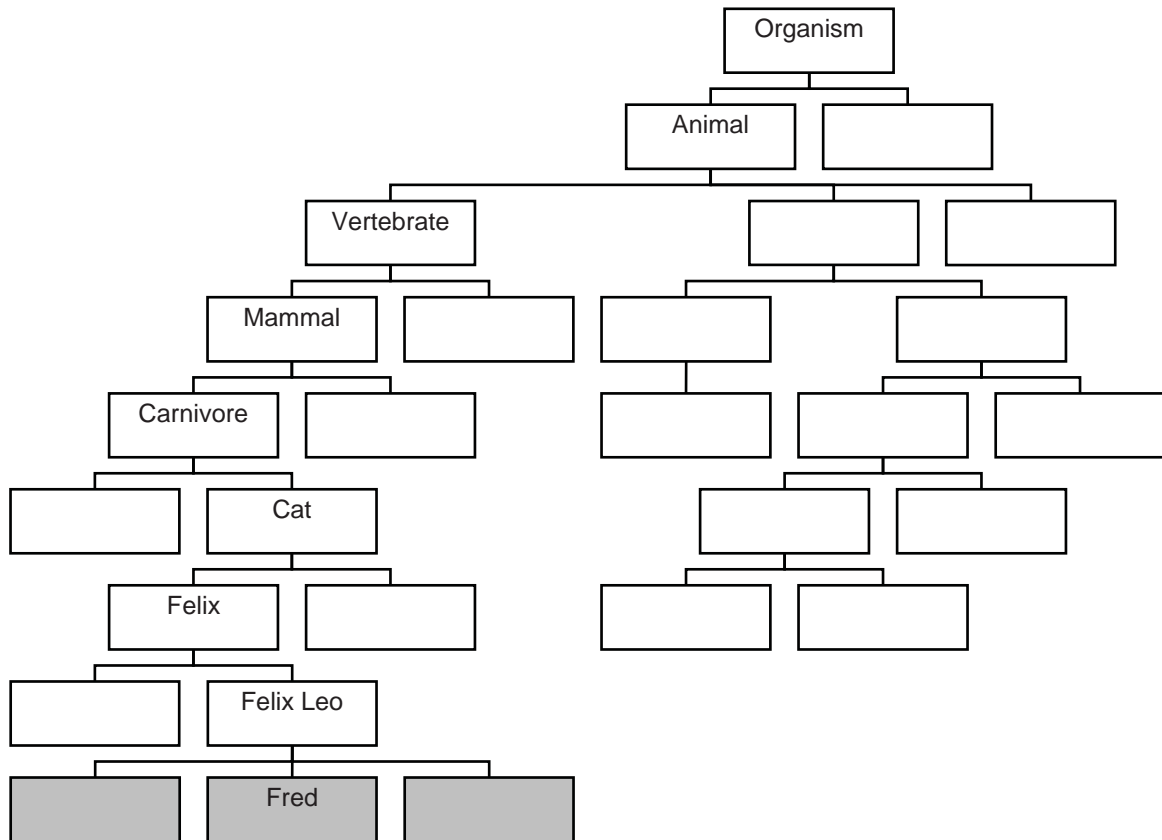 Organism
Animal
Vertebrate
Mammal
Carnivore
Cat
Felix
Felix Leo
Fred